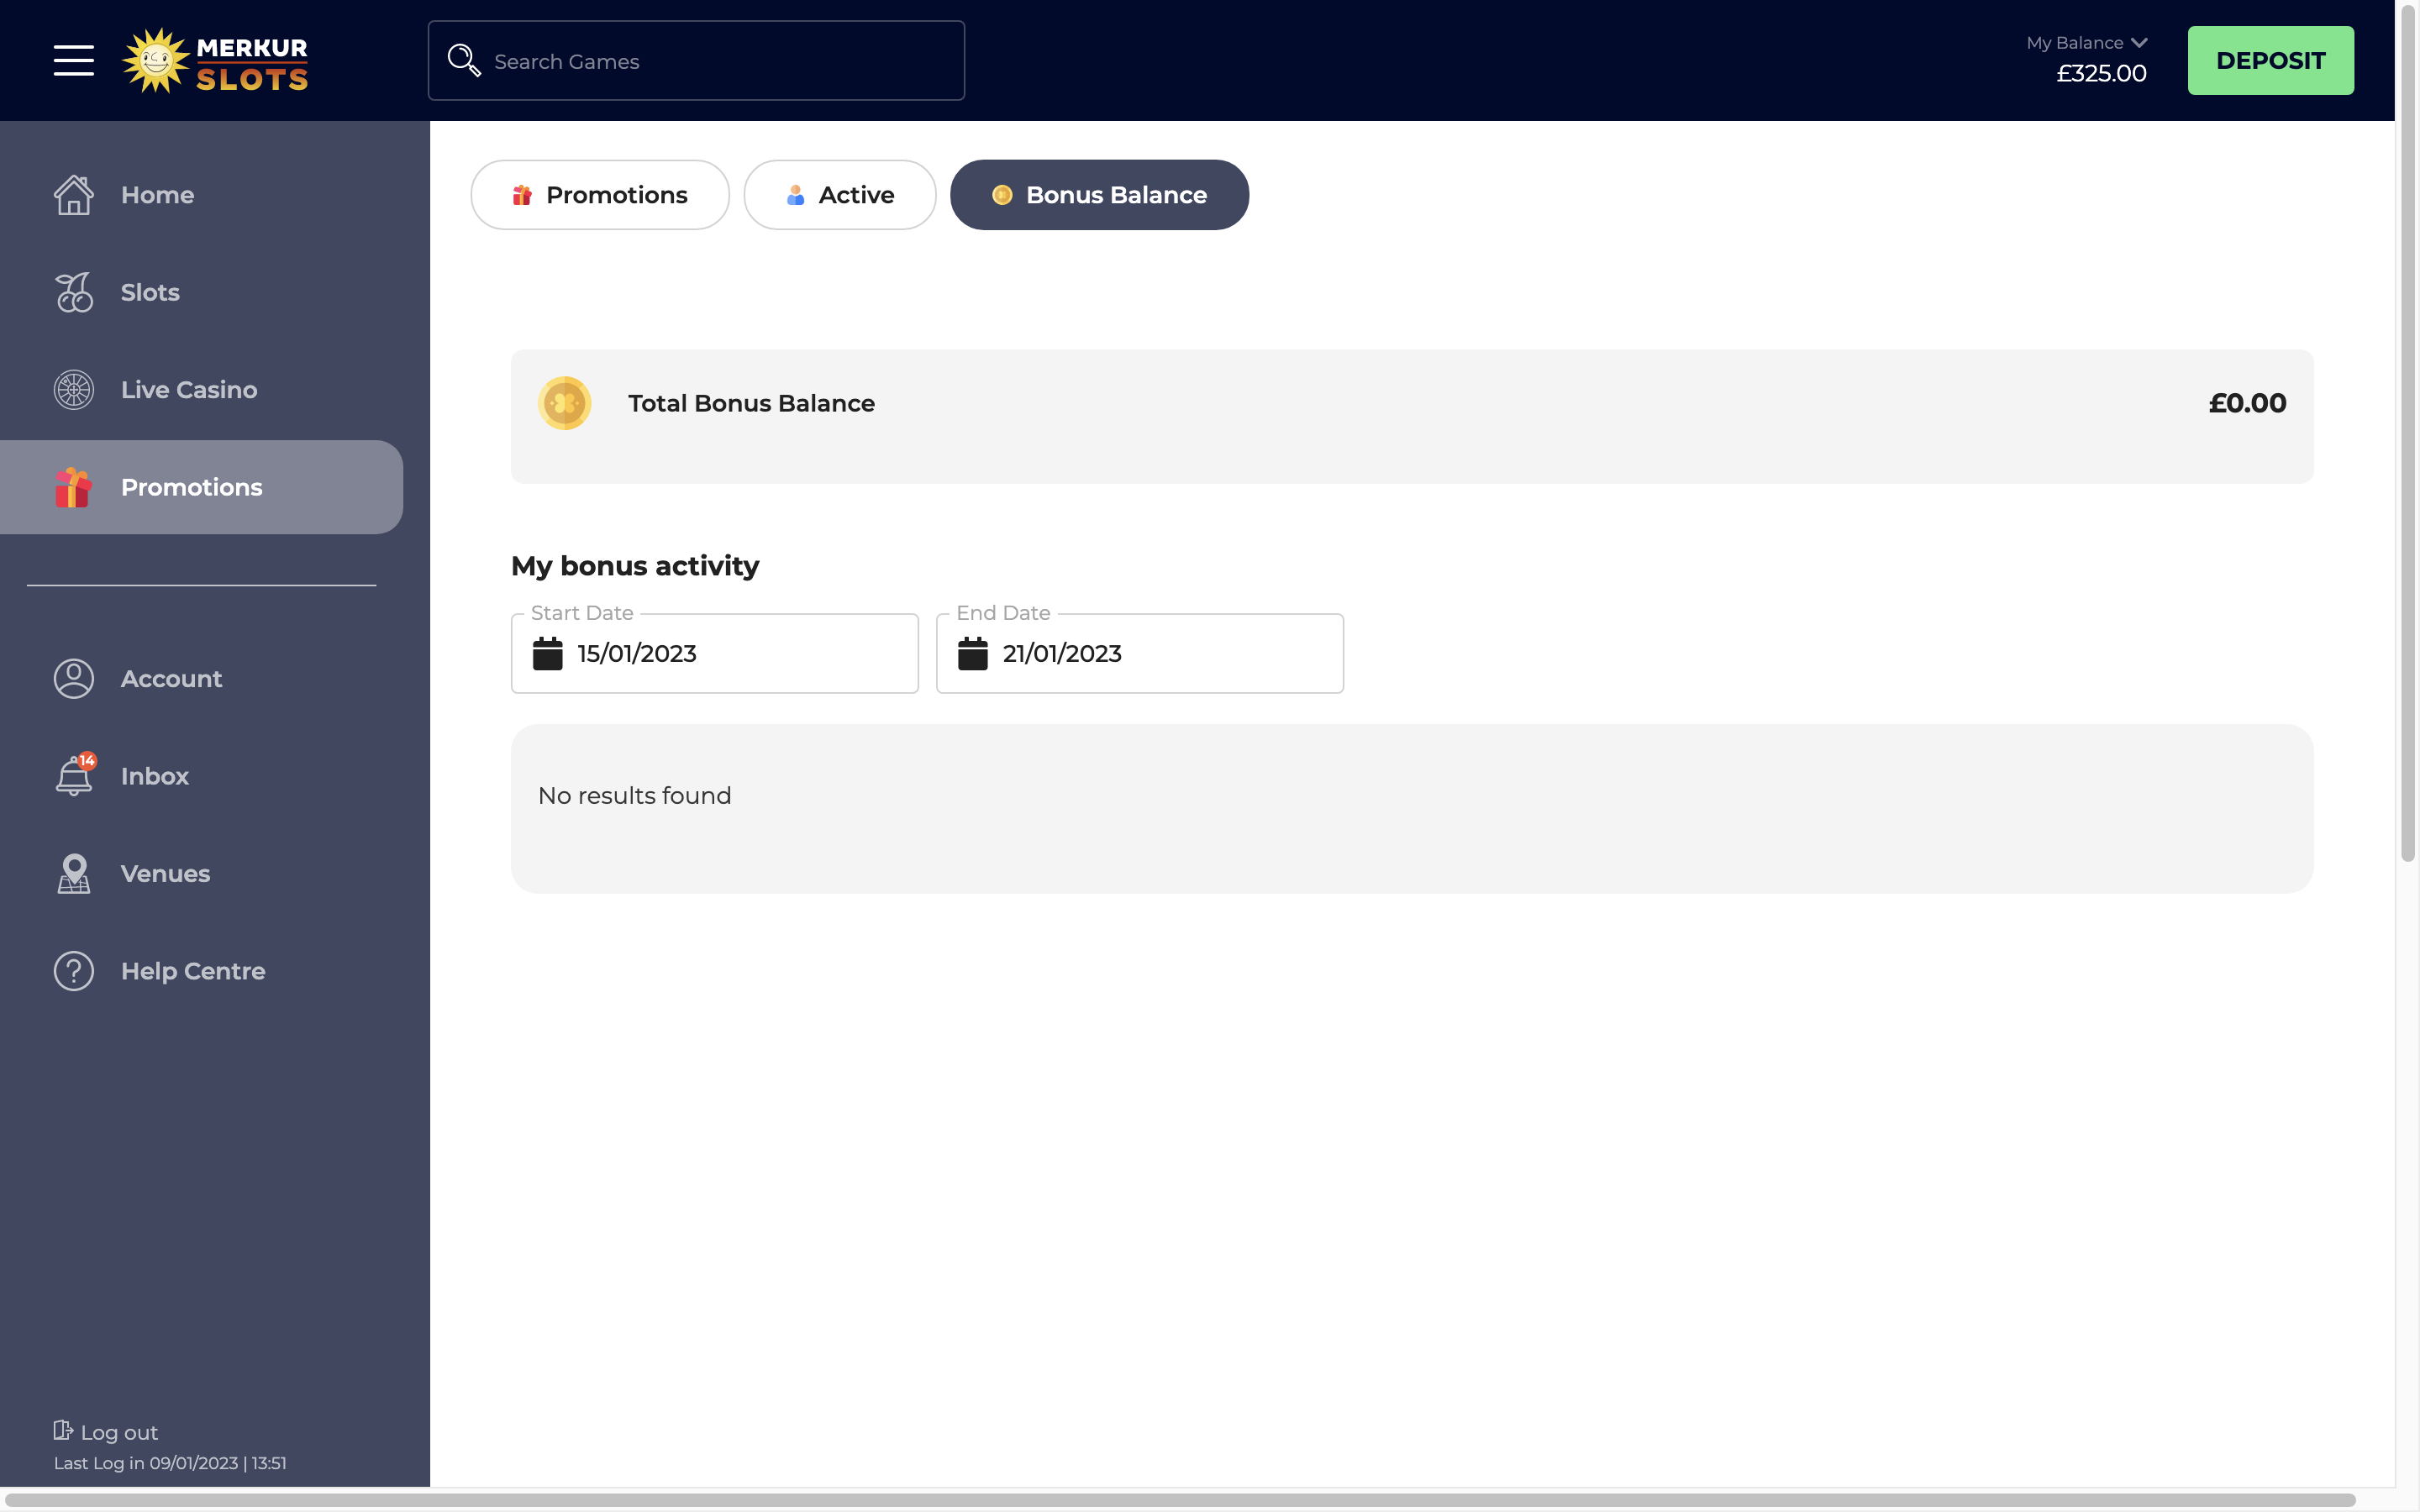 MERKUR
SLOTS
Search Games
My Balance
£325.00
DEPOSIT
Home
Slots
Live Casino
Promotions
Account
14
Inbox
Venues
Help Centre
Log out
Last Log in 09/01/2023 | 13:51
Promotions
Active
Bonus Balance
Total Bonus Balance
£0.00
My bonus activity
Start Date
15/01/2023
End Date
21/01/2023
No results found